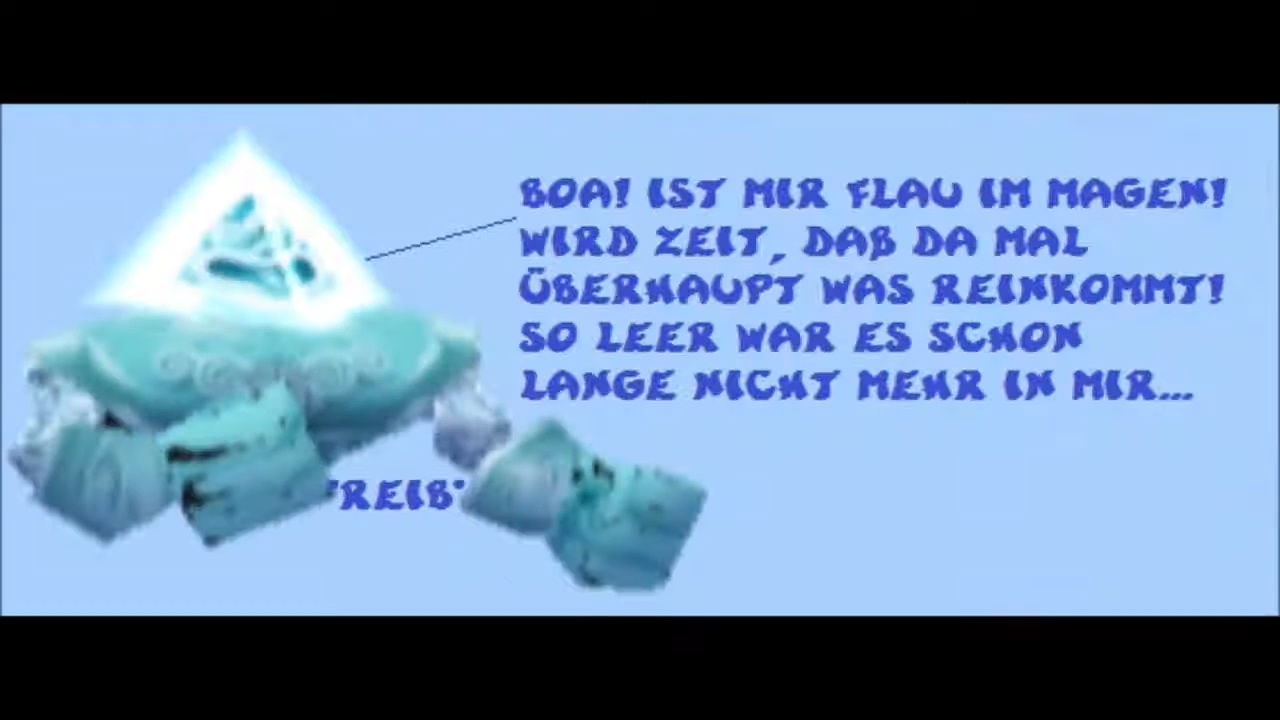 BOA! IST MIR FLAU IM MAGEN!
WIRD ZEIT, DAß DA MAL
ÜBERHAUPT WAS REINKOMMT!
SO LEER WAR ES SCHON
LANGE NICHT MEHR IN MIR...
*REIB*